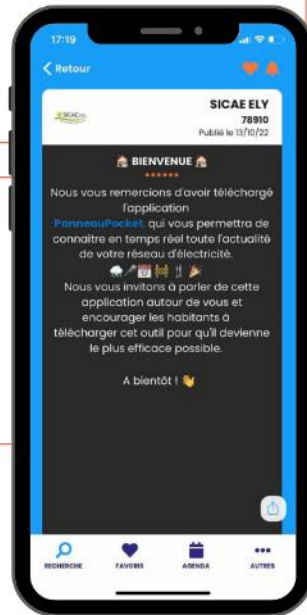 17:19
Retour
SICAE ELY
SICAE ELY
78910
Publié le 13/10/22
🏠 BIENVENUE 🏠
Nous vous remercions d'avoir téléchargé
l'application
PanneauPocket, qui vous permettra de
connaître en temps réel toute l'actualité
de votre réseau d'électricité.
Nous vous invitons à parler de cette
application autour de vous et
encourager les habitants à
télécharger cet outil pour qu'il devienne
le plus efficace possible.
A bientôt ! 👋
RECHERCHE FAVORIS AGENDA AUTRES